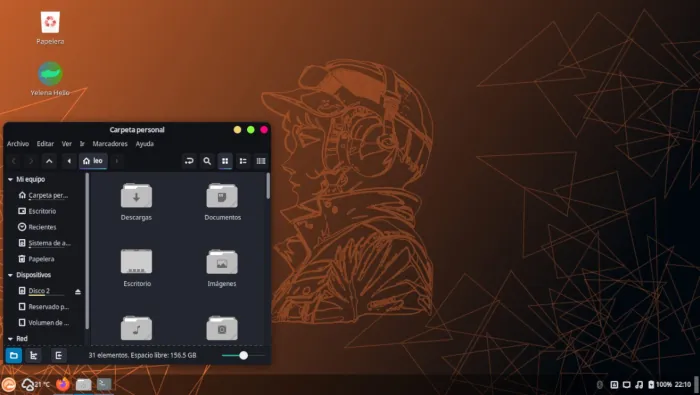 Papelera
Yelena Hello
Carpeta personal
Archivo Editar Ver Ir Marcadores Ayuda
leo
Mi equipo
Carpeta per...
Escritorio
Recientes
Sistema de a...
Papelera
Dispositivos
Disco 2
Reservado p...
Volumen de ...
Red
Descargas
Documentos
Escritorio
Imágenes
31 elementos. Espacio libre: 156.5 GB
21 °C
100% 22:10